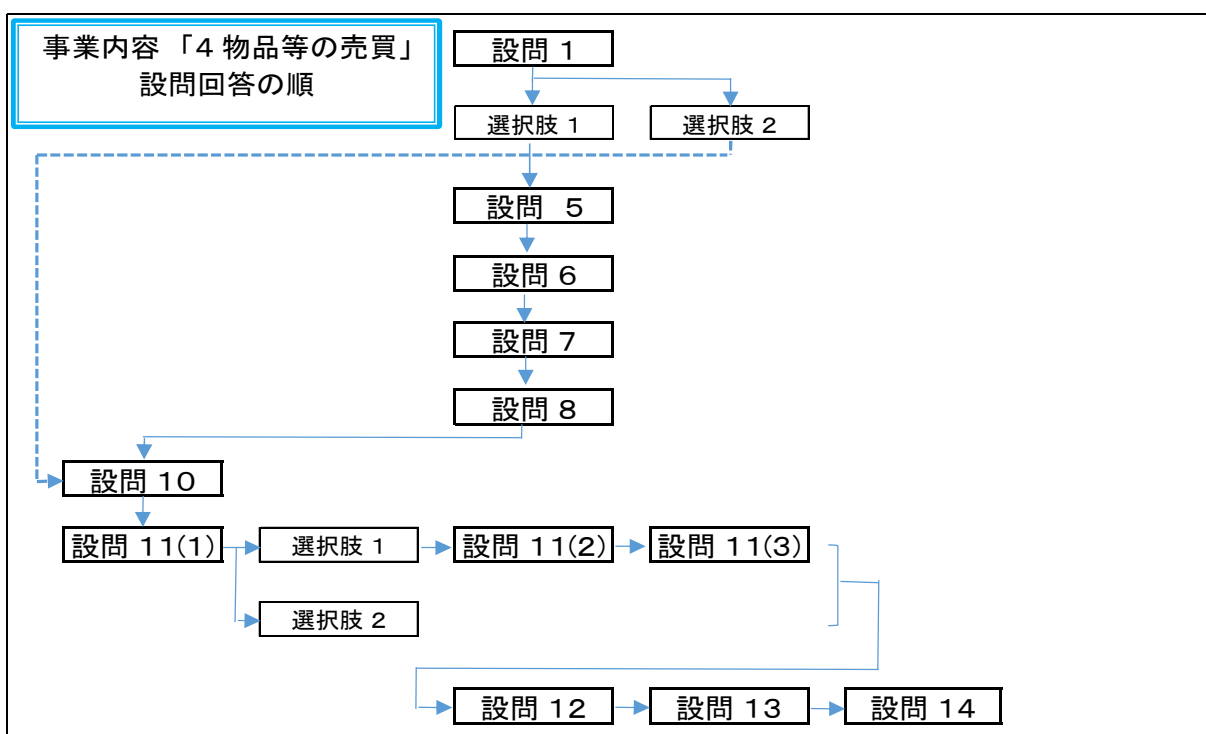 事業内容 「4 物品等の売買」
設問回答の順
設問 1
選択肢 1
選択肢 2
設問 5
設問 6
設問 7
設問 8
設問 10
設問 11(1)
選択肢 1
設問 11(2)
設問 11(3)
選択肢 2
設問 12
設問 13
設問 14